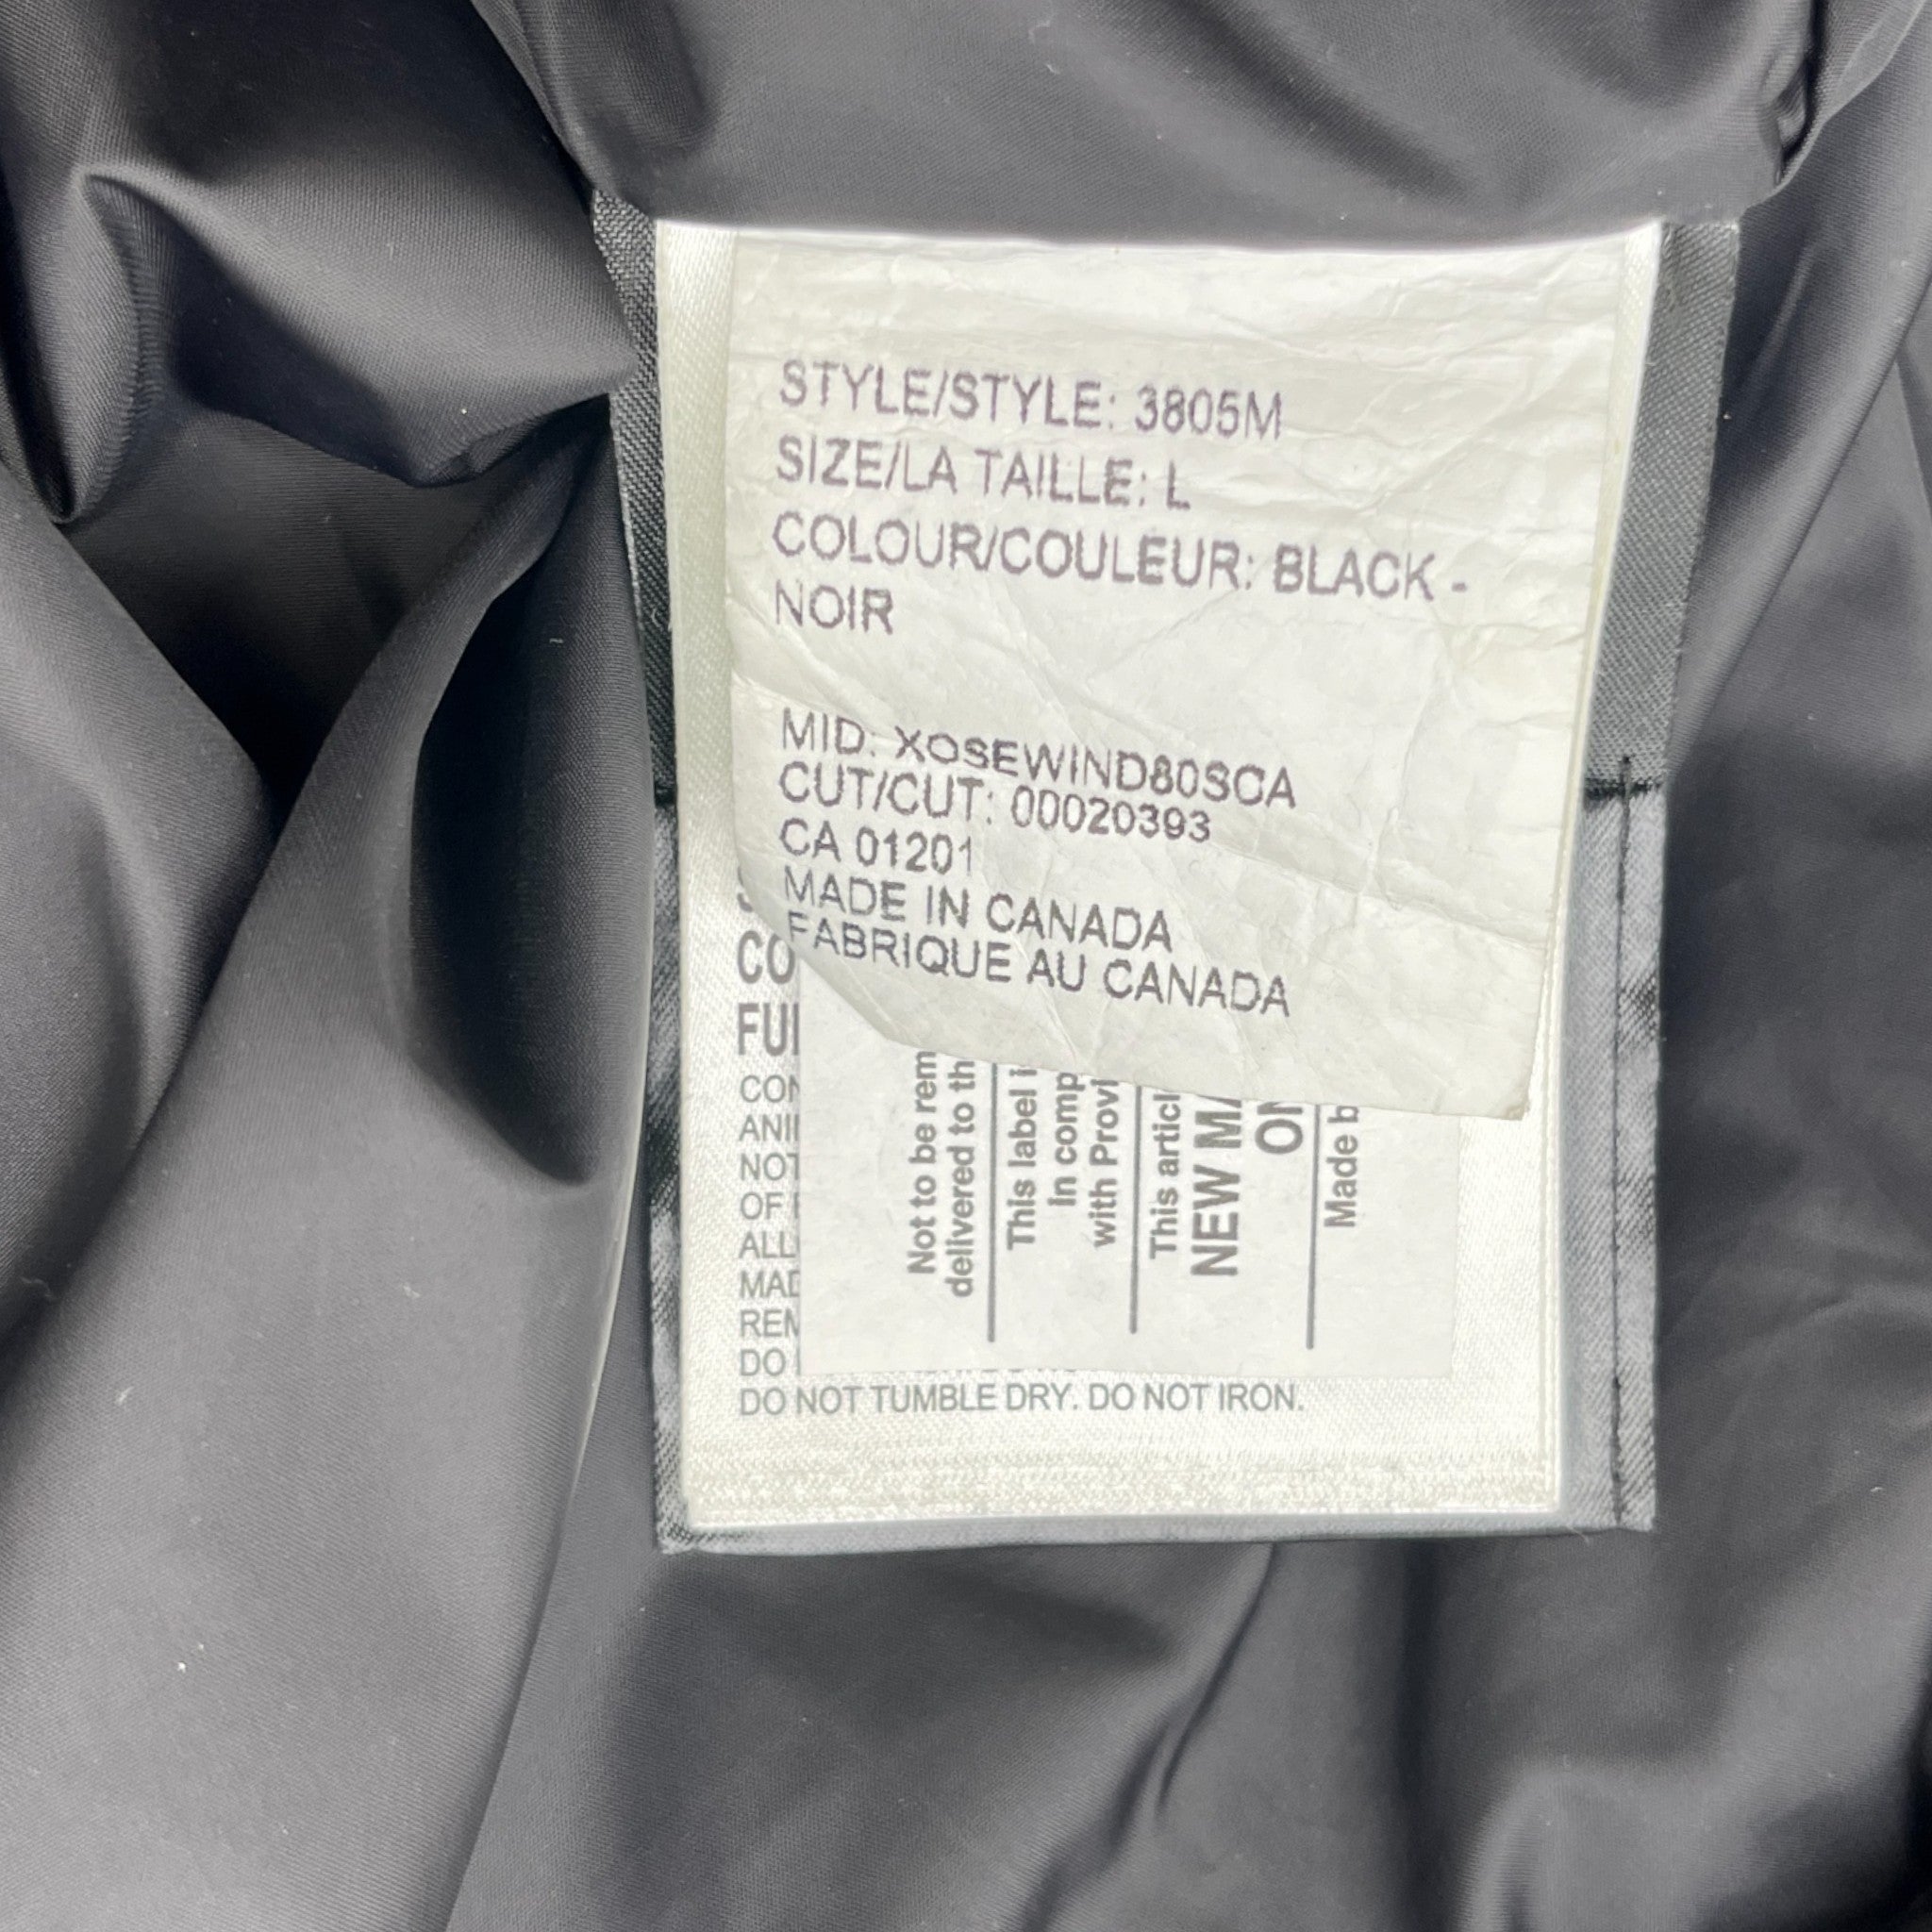 STYLE/STYLE: 3805M
SIZE/LA TAILLE: L
COLOUR/COULEUR: BLACK -
NOIR
MID: XOSEWIND80SCA
CUT/CUT: 00020393
CA 01201
MADE IN CANADA
FABRIQUE AU CANADA
CO
FU
CON
ANI
NOT
OF
ALL
MAD
REM
DO
DO NOT TUMBLE DRY. DO NOT IRON.
Not to be rem
delivered to th
This label i
In comp
with Provi
This articl
NEW MA
ON
Made b